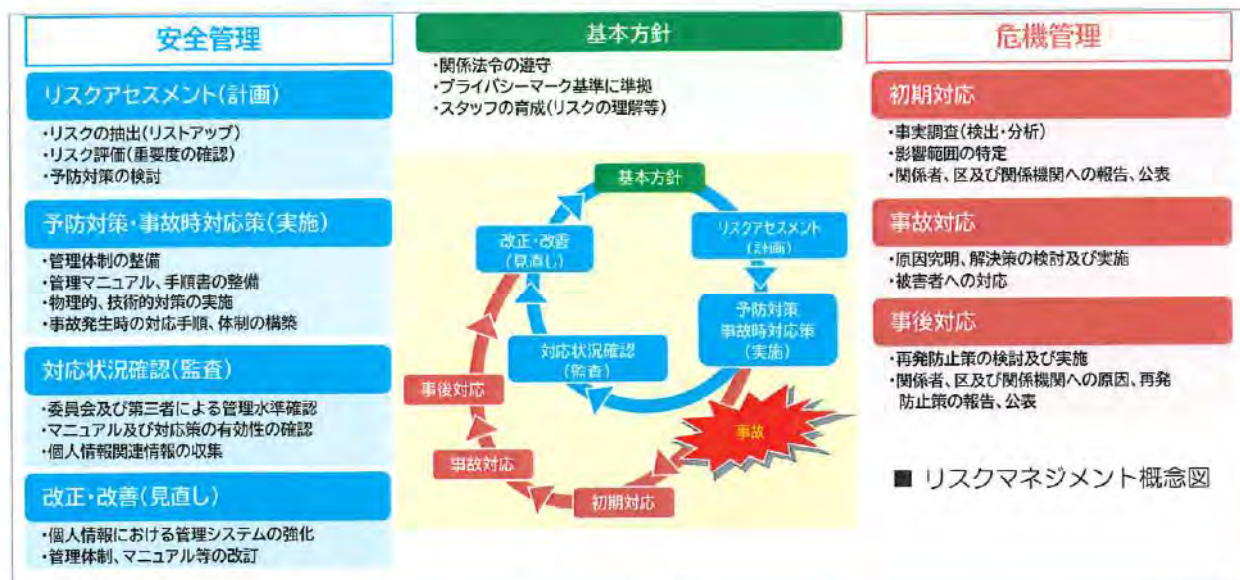 安全管理
リスクアセスメント(計画)
・リスクの抽出(リストアップ)
・リスク評価(重要度の確認)
・予防対策の検討
予防対策・事故時対応策(実施)
・管理体制の整備
・管理マニュアル、手順書の整備
・物理的、技術的対策の実施
・事故発生時の対応手順、体制の構築
対応状況確認(監査)
・委員会及び第三者による管理水準確認
・マニュアル及び対応策の有効性の確認
・個人情報関連情報の収集
改正・改善(見直し)
・個人情報における管理システムの強化
・管理体制、マニュアル等の改訂
基本方針
・関係法令の遵守
・プライバシーマーク基準に準拠
・スタッフの育成(リスクの理解等)
基本方針
リスクアセスメント
(計画)
予防対策
事故時対応策
(実施)
対応状況確認
(監査)
改正・改善
(見直し)
事故
初期対応
事故対応
事後対応
危機管理
初期対応
・事実調査(検出・分析)
・影響範囲の特定
・関係者、区及び関係機関への報告、公表
事故対応
・原因究明、解決策の検討及び実施
・被害者への対応
事後対応
・再発防止策の検討及び実施
・関係者、区及び関係機関への原因、再発
防止策の報告、公表
■ リスクマネジメント概念図